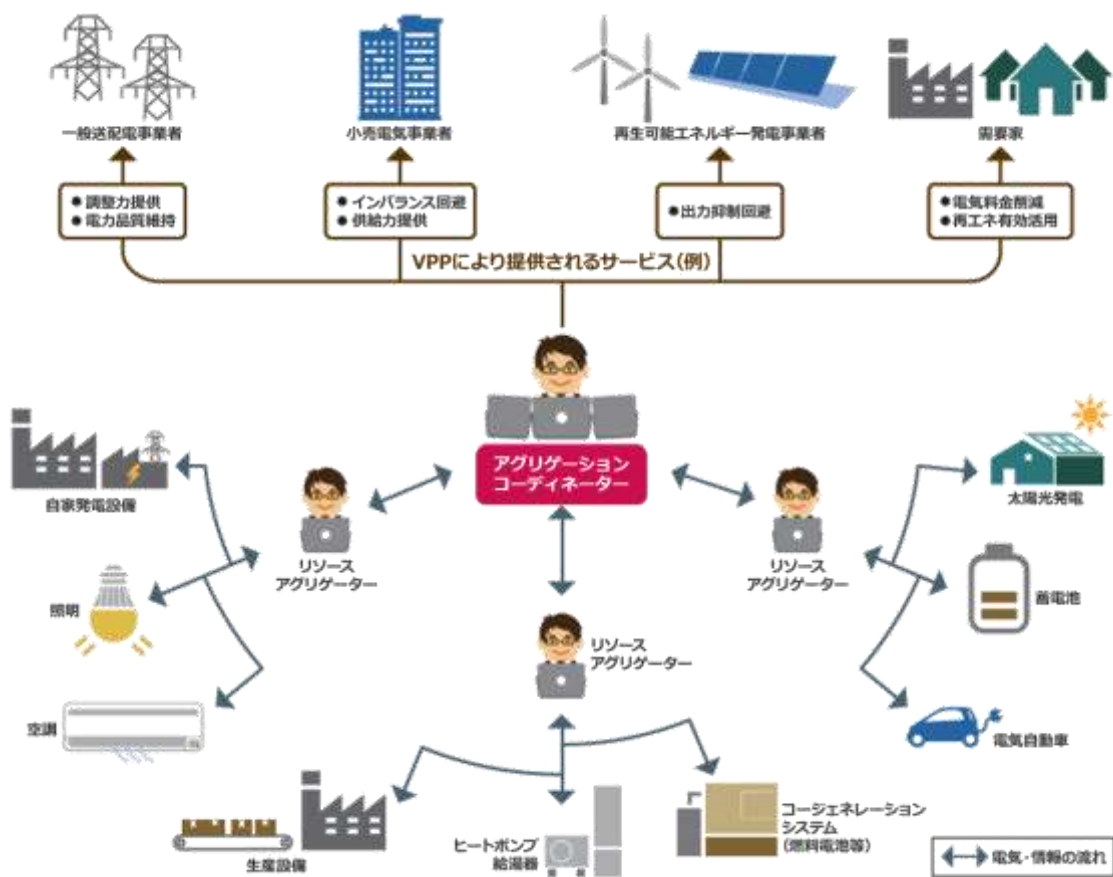 一般送配電事業者
小売電気事業者
再生可能エネルギー発電事業者
需要家
●調整力提供
●電力品質維持
●インバランス回避
●供給力提供
●出力抑制回避
●電気料金削減
●再エネ有効活用
VPPにより提供されるサービス(例)
アグリゲーション
コーディネーター
自家発電設備
リソース
アグリゲーター
リソース
アグリゲーター
太陽光発電
照明
蓄電池
リソース
アグリゲーター
空調
電気自動車
生産設備
ヒートポンプ
給湯器
コージェネレーション
システム
(燃料電池等)
電気・情報の流れ